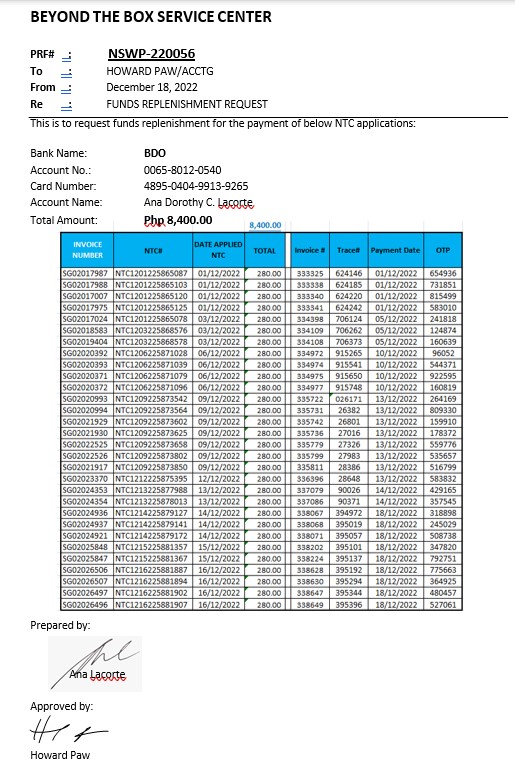 BEYOND THE BOX SERVICE CENTER
PRF# : NSWP-220056
To : HOWARD PAW/ACCTG
From : December 18, 2022
Re : FUNDS REPLENISHMENT REQUEST
This is to request funds replenishment for the payment of below NTC applications:
Bank Name: BDO
Account No.: 0065-8012-0540
Card Number: 4895-0404-9913-9265
Account Name: Ana Dorothy C. Lacorte
Total Amount: Php 8,400.00
8,400.00
INVOICE NUMBER NTC# DATE APPLIED NTC TOTAL Invoice # Trace# Payment Date OTP
SG02017987 NTC1201225865087 01/12/2022 280.00 333325 624146 01/12/2022 654936
SG02017988 NTC1201225865103 01/12/2022 280.00 333338 624185 01/12/2022 731851
SG02017007 NTC1201225865120 01/12/2022 280.00 333340 624220 01/12/2022 815499
SG02017975 NTC1201225865125 01/12/2022 280.00 333341 624242 01/12/2022 583010
SG02017024 NTC1201225865078 03/12/2022 280.00 334398 706124 05/12/2022 241818
SG02018583 NTC1203225868576 03/12/2022 280.00 334109 706262 05/12/2022 124874
SG02019404 NTC1203225868578 03/12/2022 280.00 334108 706373 05/12/2022 160639
SG02020392 NTC1206225871028 06/12/2022 280.00 334972 915265 10/12/2022 96052
SG02020393 NTC1206225871039 06/12/2022 280.00 334974 915541 10/12/2022 544371
SG02020371 NTC1206225871079 06/12/2022 280.00 334975 915650 10/12/2022 922595
SG02020372 NTC1206225871096 06/12/2022 280.00 334977 915748 10/12/2022 160819
SG02020993 NTC1209225873542 09/12/2022 280.00 335722 026171 13/12/2022 264169
SG02020994 NTC1209225873564 09/12/2022 280.00 335731 26382 13/12/2022 809330
SG02021929 NTC1209225873602 09/12/2022 280.00 335742 26801 13/12/2022 159910
SG02021930 NTC1209225873625 09/12/2022 280.00 335736 27016 13/12/2022 178372
SG02022525 NTC1209225873658 09/12/2022 280.00 335779 27326 13/12/2022 559776
SG02022526 NTC1209225873802 09/12/2022 280.00 335799 27983 13/12/2022 535657
SG02021917 NTC1209225873850 09/12/2022 280.00 335811 28386 13/12/2022 516799
SG02023370 NTC1212225875395 12/12/2022 280.00 336396 28648 13/12/2022 583832
SG02024353 NTC1213225877988 13/12/2022 280.00 337079 90026 14/12/2022 429165
SG02024354 NTC1213225878013 13/12/2022 280.00 337086 90371 14/12/2022 357545
SG02024936 NTC1214225879127 14/12/2022 280.00 338067 394972 18/12/2022 318898
SG02024937 NTC1214225879141 14/12/2022 280.00 338068 395019 18/12/2022 245029
SG02024921 NTC1214225879172 14/12/2022 280.00 338071 395057 18/12/2022 508738
SG02025848 NTC1215225881357 15/12/2022 280.00 338202 395101 18/12/2022 347820
SG02025847 NTC1215225881367 15/12/2022 280.00 338224 395137 18/12/2022 792751
SG02026506 NTC1216225881887 16/12/2022 280.00 338628 395192 18/12/2022 775663
SG02026507 NTC1216225881894 16/12/2022 280.00 338630 395294 18/12/2022 364925
SG02026497 NTC1216225881902 16/12/2022 280.00 338647 395344 18/12/2022 480457
SG02026496 NTC1216225881907 16/12/2022 280.00 338649 395396 18/12/2022 527061
Prepared by:
Ana Lacorte
Approved by:
Howard Paw